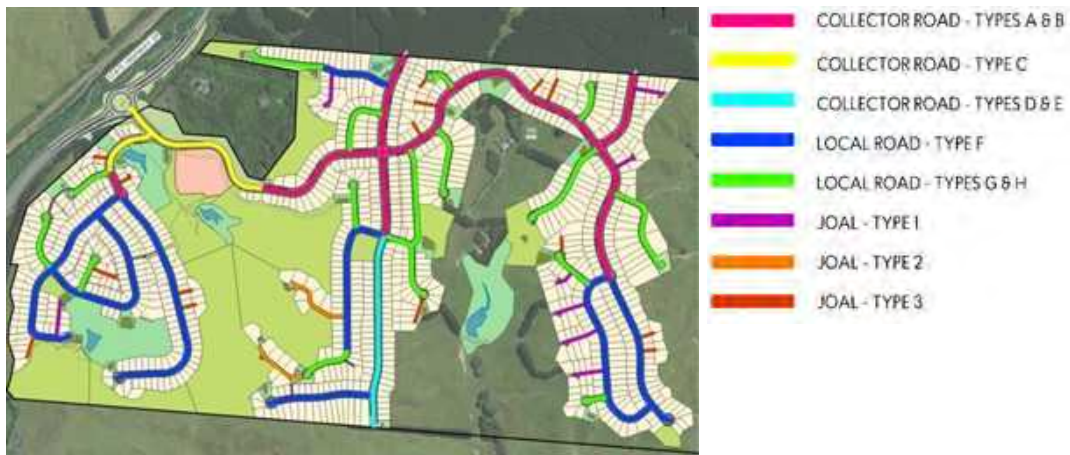 COLLECTOR ROAD - TYPES A & B
COLLECTOR ROAD - TYPE C
COLLECTOR ROAD - TYPES D & E
LOCAL ROAD - TYPE F
LOCAL ROAD - TYPES G & H
JOAL - TYPE 1
JOAL - TYPE 2
JOAL - TYPE 3